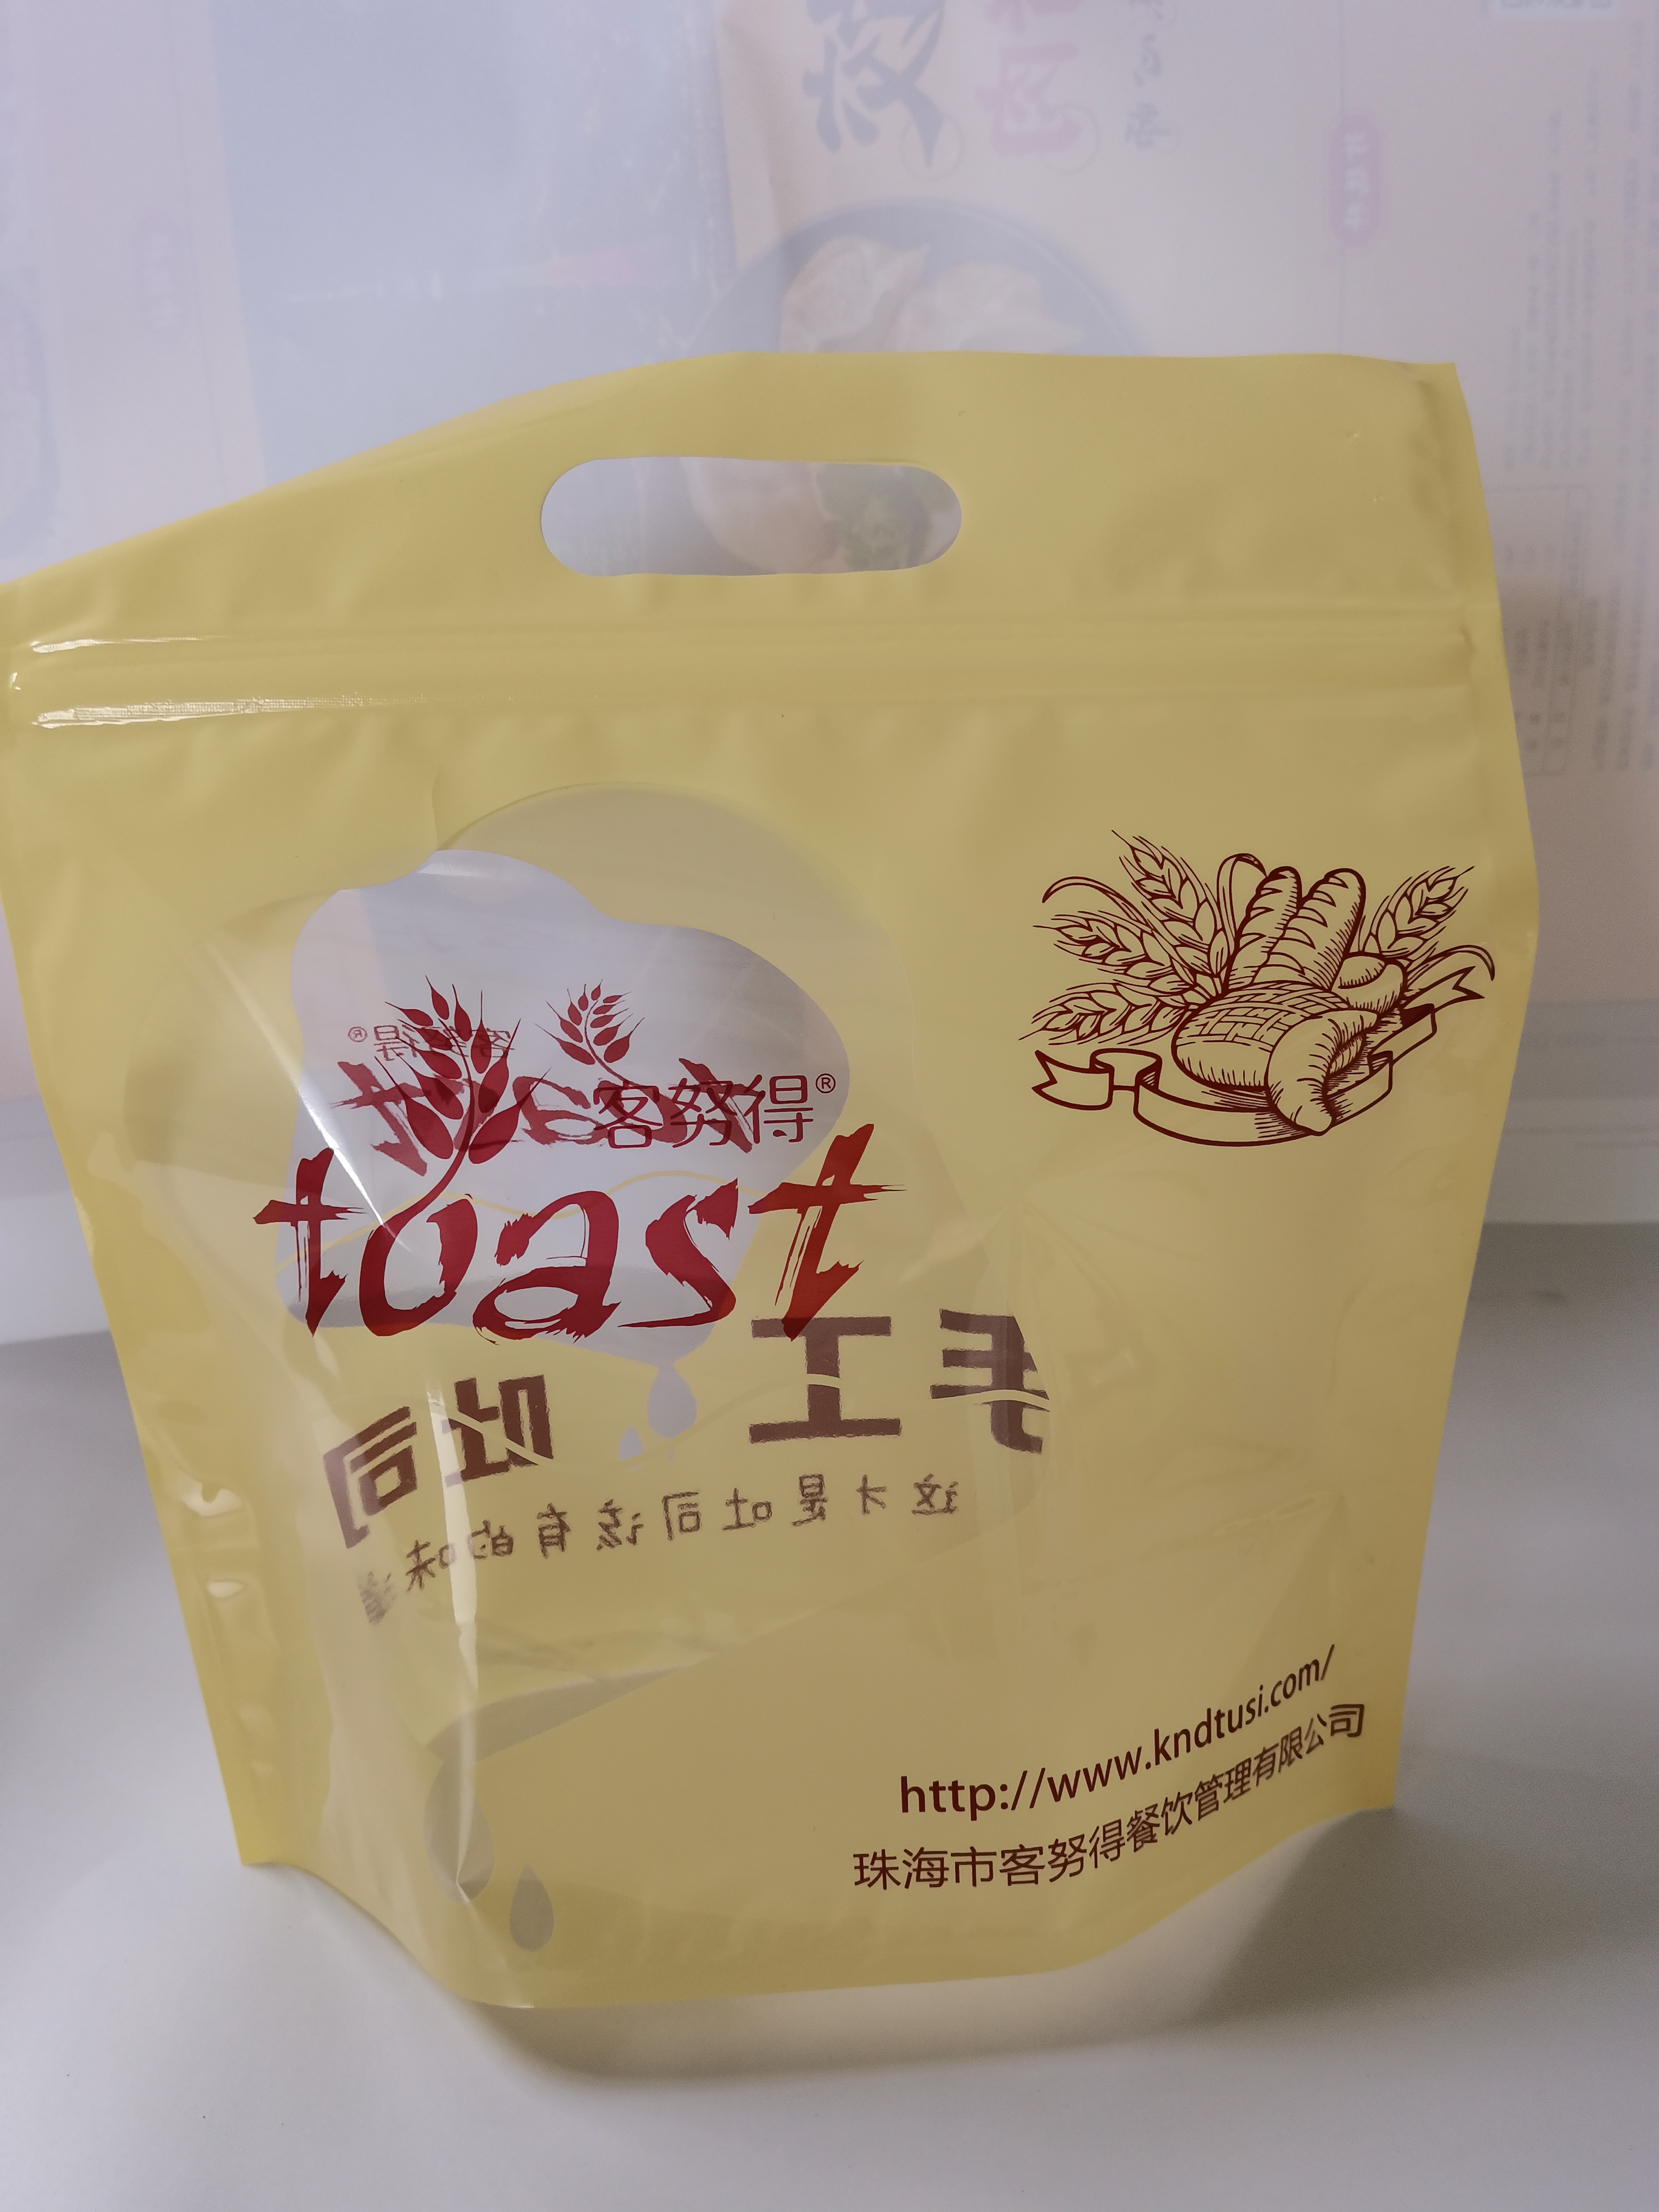 客努得®
toast
手工 吐司
这才是吐司该有的味道
http://www.kndtusi.com/
珠海市客努得餐饮管理有限公司